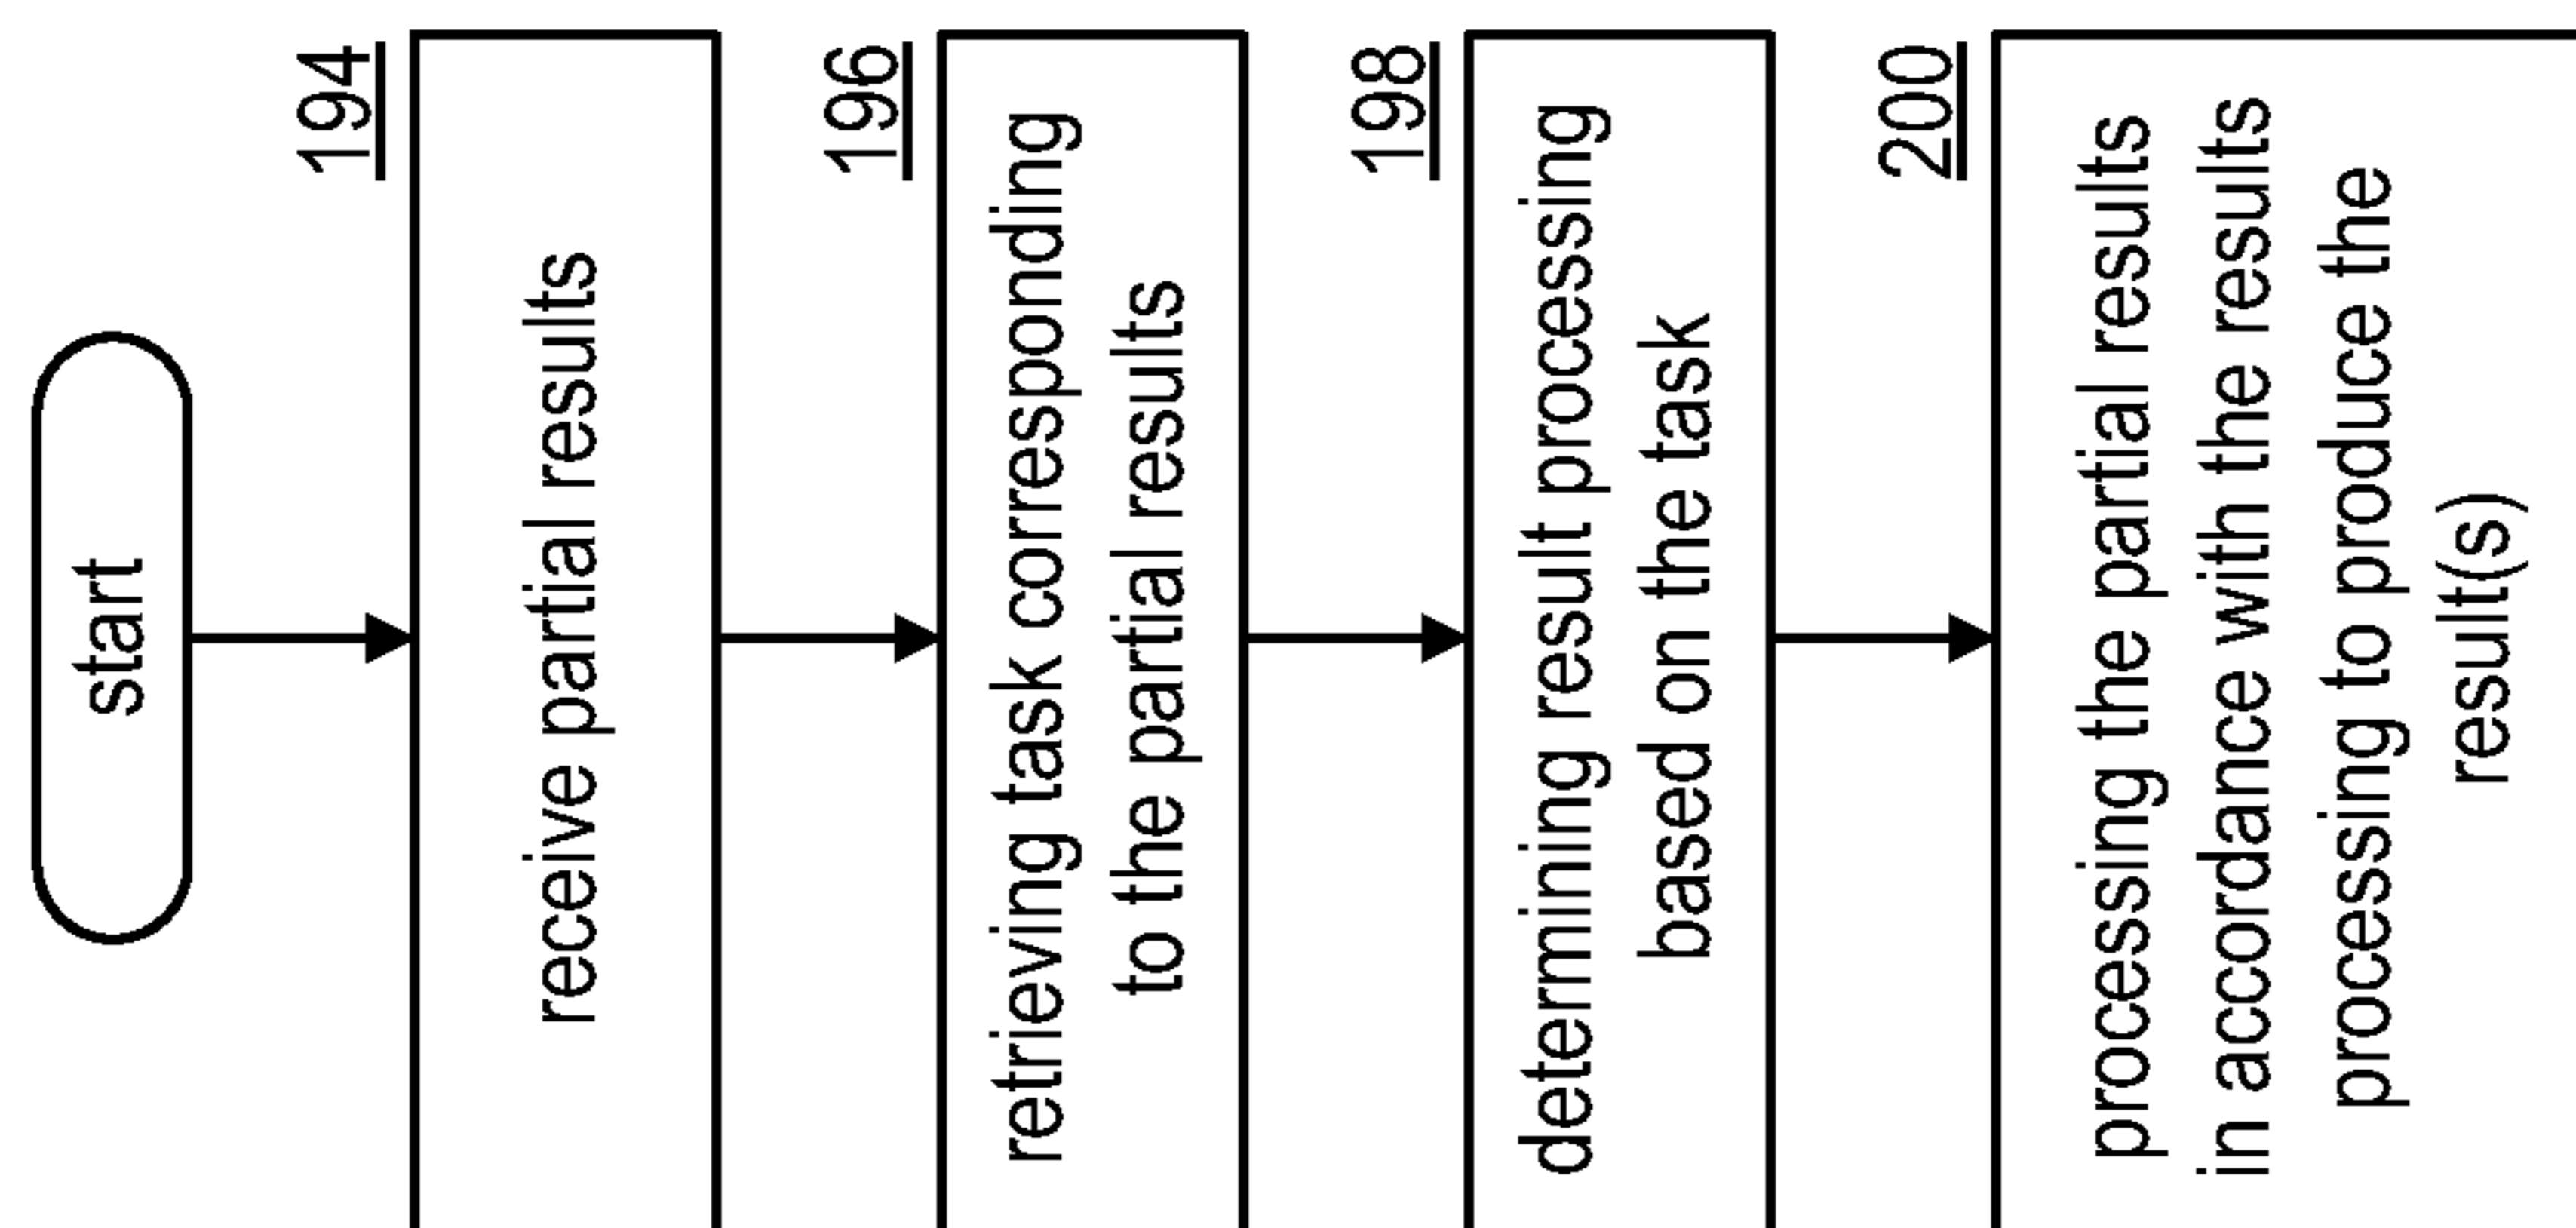 start
194
receive partial results
196
retrieving task corresponding
to the partial results
198
determining result processing
based on the task
200
processing the partial results
in accordance with the results
processing to produce the
result(s)